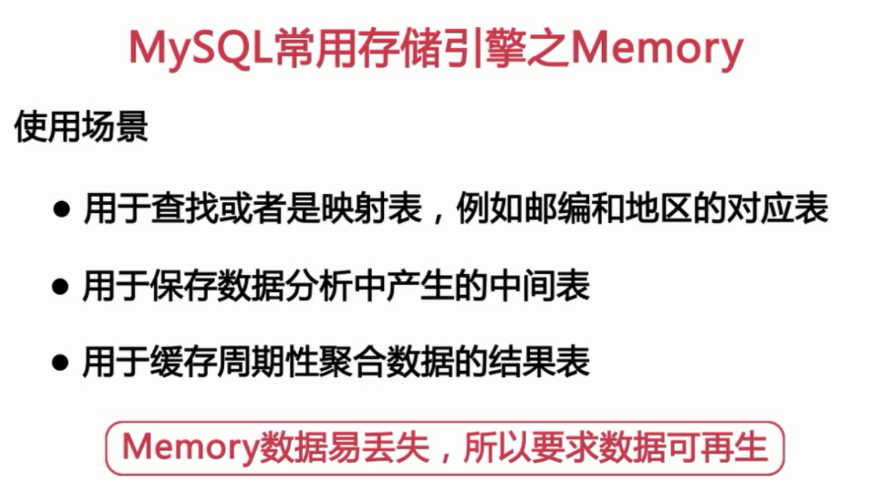 MySQL常用存储引擎之Memory
使用场景
● 用于查找或者是映射表，例如邮编和地区的对应表
● 用于保存数据分析中产生的中间表
● 用于缓存周期性聚合数据的结果表
Memory数据易丢失，所以要求数据可再生